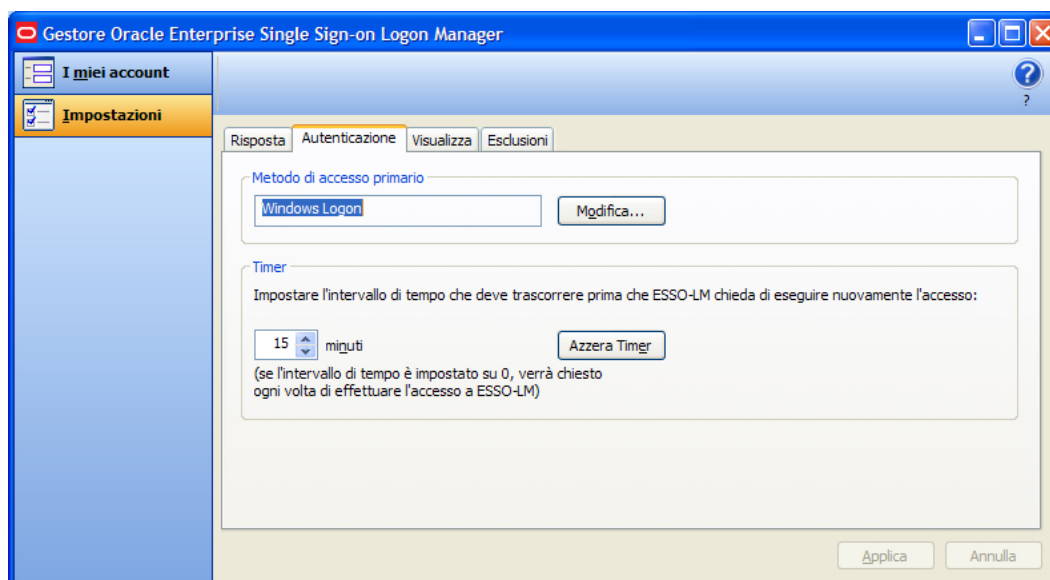 Gestore Oracle Enterprise Single Sign-on Logon Manager
I miei account
Impostazioni
?
?
Risposta
Autenticazione
Visualizza
Esclusioni
Metodo di accesso primario
Windows Logon
Modifica...
Timer
Impostare l'intervallo di tempo che deve trascorrere prima che ESSO-LM chieda di eseguire nuovamente l'accesso:
15 minuti
Azzera Timer
(se l'intervallo di tempo è impostato su 0, verrà chiesto
ogni volta di effettuare l'accesso a ESSO-LM)
Applica
Annulla